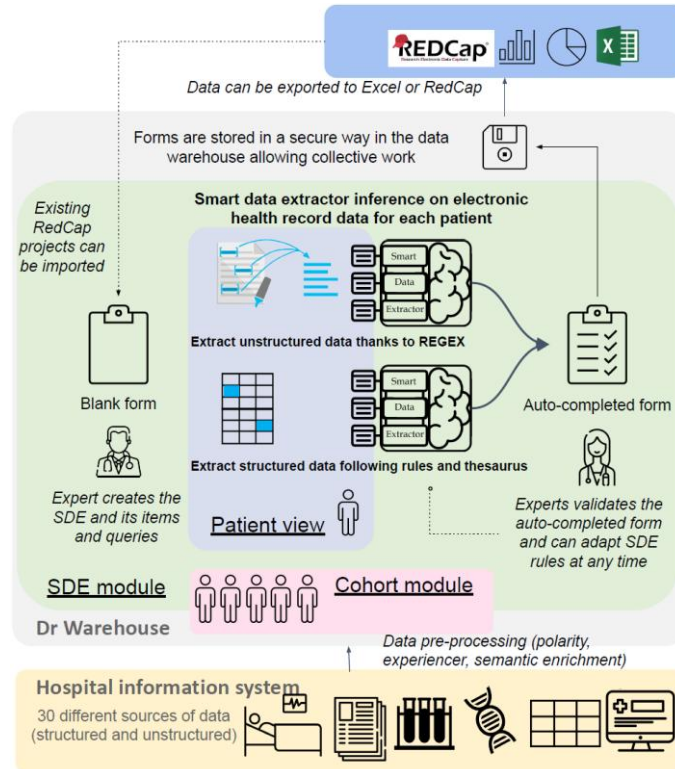 REDCap®
Research Electronic Data Capture
X
Data can be exported to Excel or RedCap
Forms are stored in a secure way in the data
warehouse allowing collective work
Existing
RedCap
projects can
be imported
Smart data extractor inference on electronic
health record data for each patient
Smart
Data
Extractor
Extract unstructured data thanks to REGEX
Blank form
Auto-completed form
Smart
Data
Extractor
Extract structured data following rules and thesaurus
Expert creates the
SDE and its items
and queries
Experts validates the
auto-completed form
and can adapt SDE
rules at any time
Patient view
SDE module
Cohort module
Dr Warehouse
Data pre-processing (polarity,
experiencer, semantic enrichment)
Hospital information system
30 different sources of data
(structured and unstructured)